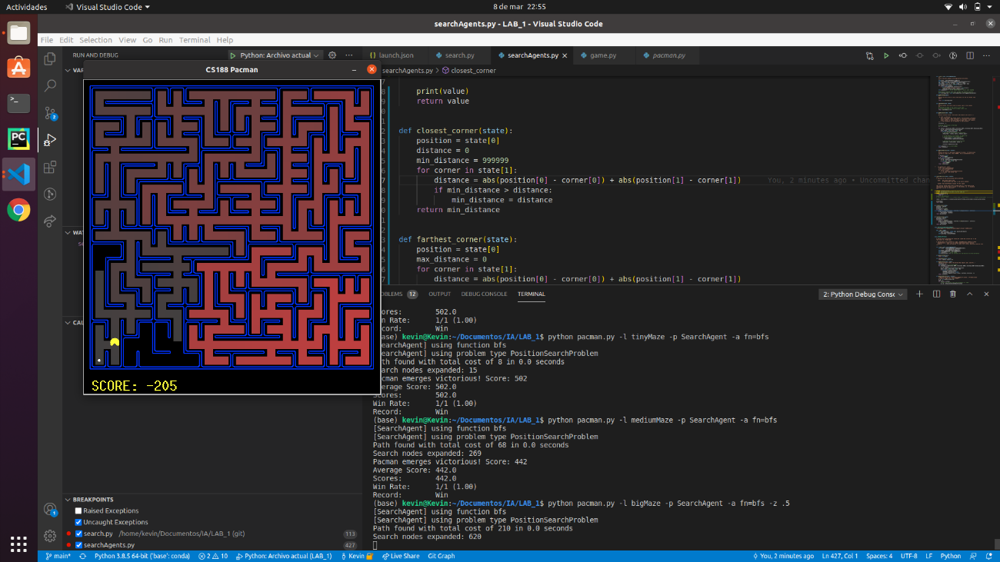 Actividades
Visual Studio Code
8 de mar 22:55
searchAgents.py - LAB_1 - Visual Studio Code
File Edit Selection View Go Run Terminal Help
RUN AND DEBUG
Python: Archivo actual
launch.json
search.py
searchAgents.py
game.py
pacman.py
searchAgents.py > closest_corner
CS188 Pacman
SCORE: -205
print(value)
return value
def closest_corner(state):
position = state[0]
distance = 0
min_distance = 999999
for corner in state[1]:
distance = abs(position[0] - corner[0]) + abs(position[1] - corner[1])
You, 2 minutes ago • Uncommitted chan
if min_distance > distance:
min_distance = distance
return min_distance
def farthest_corner(state):
position = state[0]
max_distance = 0
for corner in state[1]:
distance = abs(position[0] - corner[0]) + abs(position[1] - corner[1])
OBLEMS 12 OUTPUT DEBUG CONSOLE TERMINAL
2: Python Debug Consc
cores: 502.0
in Rate: 1/1 (1.00)
ecord: Win
base) kevin@Kevin:~/Documentos/IA/LAB_1$ python pacman.py -l tinyMaze -p SearchAgent -a fn=bfs
SearchAgent] using function bfs
SearchAgent] using problem type PositionSearchProblem
ath found with total cost of 8 in 0.0 seconds
earch nodes expanded: 15
acman emerges victorious! Score: 502
verage Score: 502.0
cores: 502.0
Win Rate: 1/1 (1.00)
Record: Win
(base) kevin@Kevin:~/Documentos/IA/LAB_1$ python pacman.py -l mediumMaze -p SearchAgent -a fn=bfs
[SearchAgent] using function bfs
[SearchAgent] using problem type PositionSearchProblem
Path found with total cost of 68 in 0.0 seconds
Search nodes expanded: 269
Pacman emerges victorious! Score: 442
Average Score: 442.0
Scores: 442.0
Win Rate: 1/1 (1.00)
Record: Win
(base) kevin@Kevin:~/Documentos/IA/LAB_1$ python pacman.py -l bigMaze -p SearchAgent -a fn=bfs -z .5
[SearchAgent] using function bfs
[SearchAgent] using problem type PositionSearchProblem
Path found with total cost of 210 in 0.0 seconds
Search nodes expanded: 620
VAR
WAT
CAL
BREAKPOINTS
Raised Exceptions
Uncaught Exceptions
search.py /home/kevin/Documentos/IA/LAB_1 (git) 113
searchAgents.py 427
main* Python 3.8.5 64-bit ('base': conda) 2 10 Python: Archivo actual (LAB_1) Kevin Live Share Git Graph
You, 2 minutes ago Ln 427, Col 1 Spaces: 4 UTF-8 LF Python